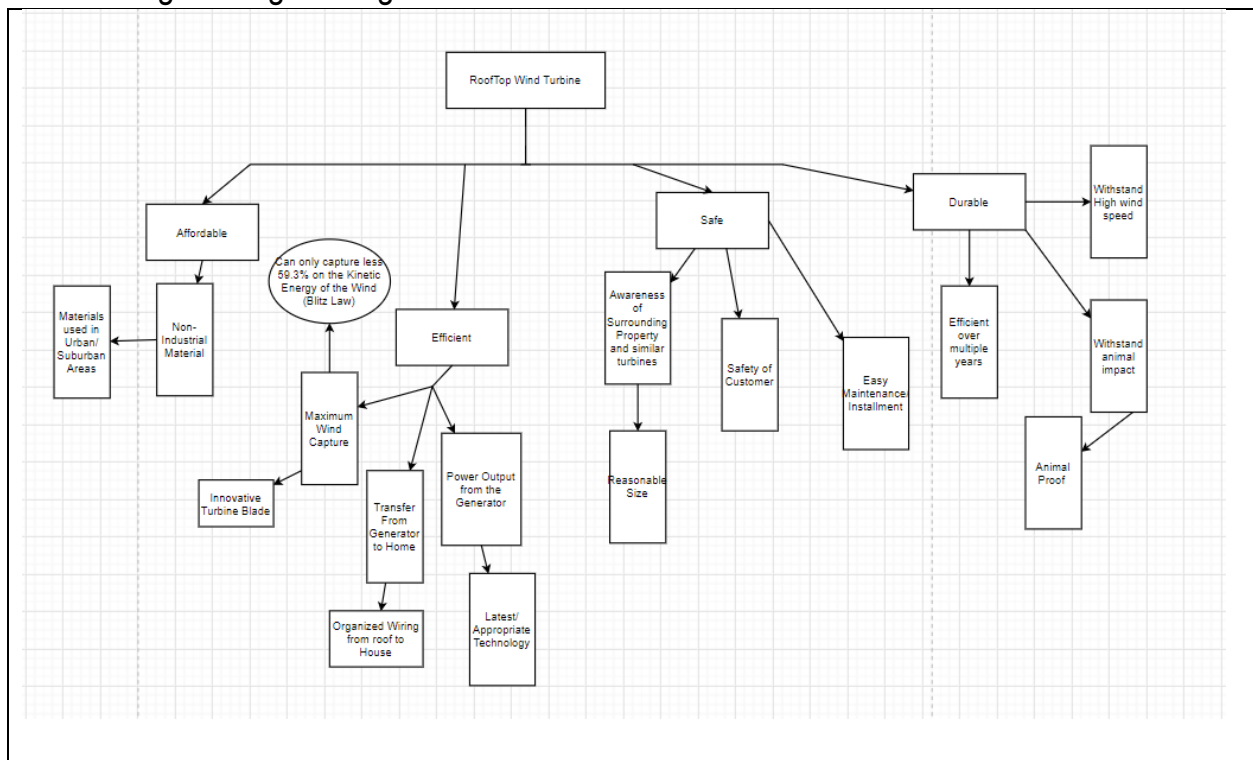 RoofTop Wind Turbine
Affordable
Non-
Industrial
Material
Materials
used in
Urban/
Suburban
Areas
Can only capture less
59.3% on the Kinetic
Energy of the Wind
(Blitz Law)
Efficient
Maximum
Wind
Capture
Innovative
Turbine Blade
Transfer
From
Generator
to Home
Organized Wiring
from roof to
House
Power Output
from the
Generator
Latest/
Appropriate
Technology
Safe
Awareness
of
Surrounding
Property
and similar
turbines
Reasonable
Size
Safety of
Customer
Easy
Maintenance/
Installment
Durable
Withstand
High wind
speed
Efficient
over
multiple
years
Withstand
animal
impact
Animal
Proof